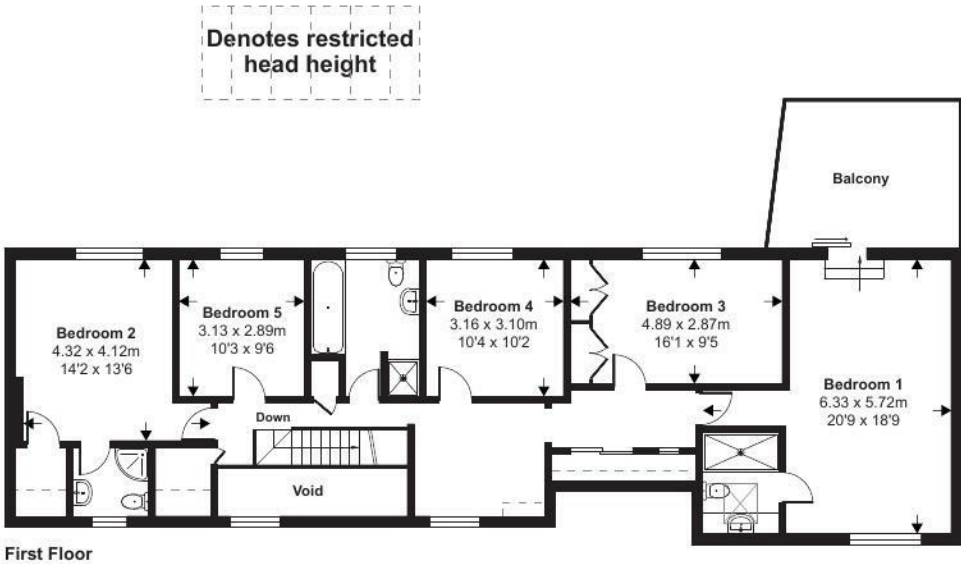 Denotes restricted
head height
Balcony
Bedroom 2
4.32 x 4.12m
14'2 x 13'6
Bedroom 5
3.13 x 2.89m
10'3 x 9'6
Bedroom 4
3.16 x 3.10m
10'4 x 10'2
Bedroom 3
4.89 x 2.87m
16'1 x 9'5
Bedroom 1
6.33 x 5.72m
20'9 x 18'9
Down
Void
First Floor